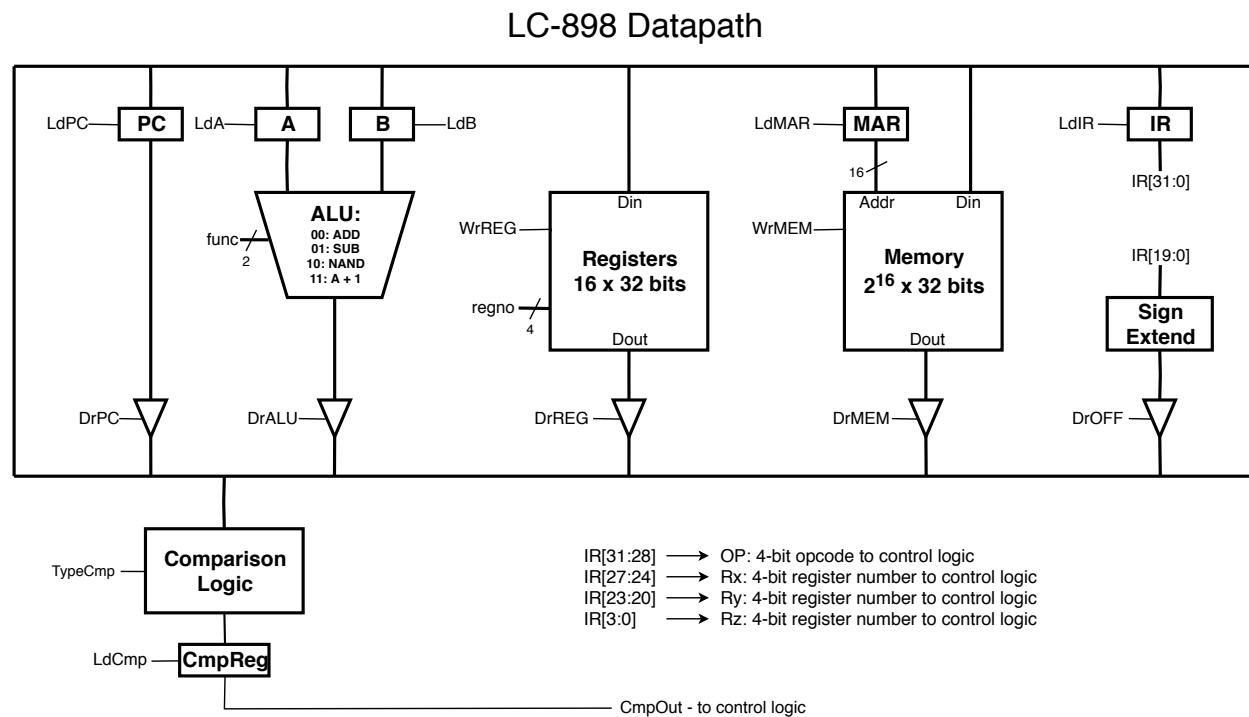 LC-898 Datapath
LdPC
PC
LdA
A
B
LdB
LdMAR
MAR
LdIR
IR
16
IR[31:0]
ALU:
00: ADD
01: SUB
10: NAND
11: A + 1
func
2
Din
WrREG
Registers
16 x 32 bits
regno
4
Dout
Addr
Din
WrMEM
Memory
2¹⁶ x 32 bits
Dout
IR[19:0]
Sign
Extend
DrPC
DrALU
DrREG
DrMEM
DrOFF
Comparison
Logic
TypeCmp
LdCmp
CmpReg
CmpOut - to control logic
IR[31:28] → OP: 4-bit opcode to control logic
IR[27:24] → Rx: 4-bit register number to control logic
IR[23:20] → Ry: 4-bit register number to control logic
IR[3:0] → Rz: 4-bit register number to control logic